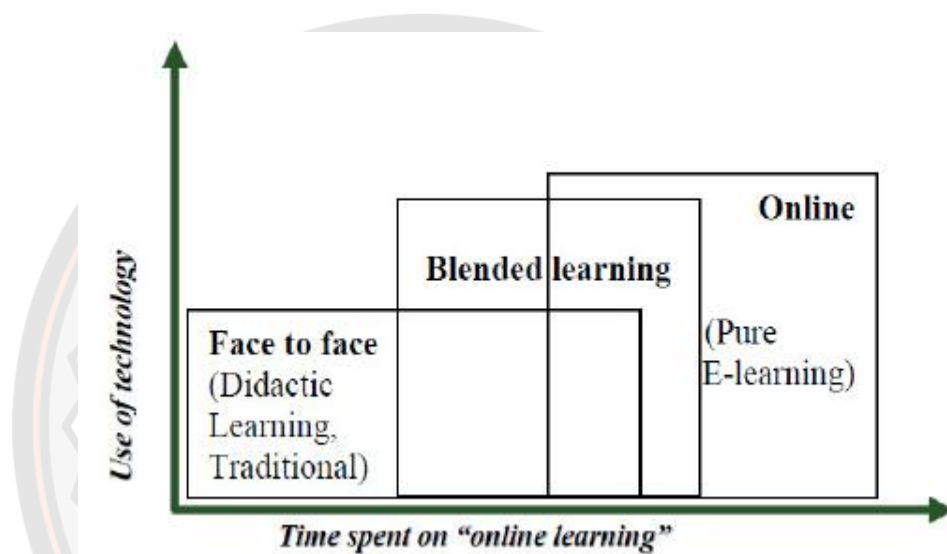 Use of technology
Online
Blended learning
Face to face
(Didactic
Learning,
Traditional)
(Pure
E-learning)
Time spent on “online learning”